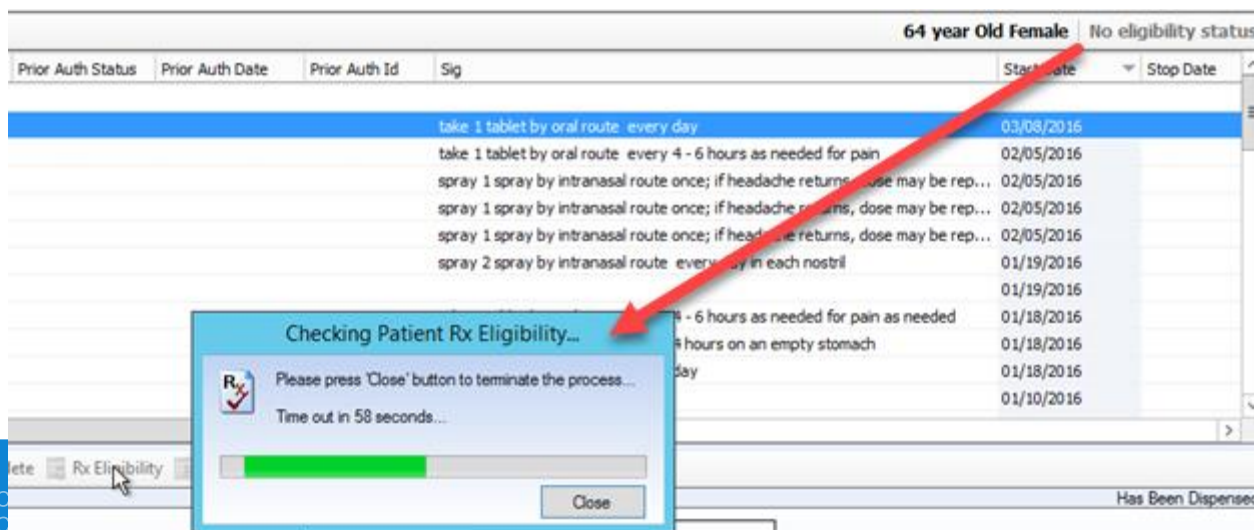 64 year Old Female No eligibility status
Prior Auth Status Prior Auth Date Prior Auth Id Sig Start Date Stop Date
take 1 tablet by oral route every day 03/08/2016
take 1 tablet by oral route every 4 - 6 hours as needed for pain 02/05/2016
spray 1 spray by intranasal route once; if headache returns, dose may be rep... 02/05/2016
spray 1 spray by intranasal route once; if headache returns, dose may be rep... 02/05/2016
spray 1 spray by intranasal route once; if headache returns, dose may be rep... 02/05/2016
spray 2 spray by intranasal route every day in each nostril 01/19/2016
01/19/2016
4 - 6 hours as needed for pain as needed 01/18/2016
4 hours on an empty stomach 01/18/2016
day 01/18/2016
01/10/2016
Checking Patient Rx Eligibility...
Please press 'Close' button to terminate the process...
Time out in 58 seconds...
Close
lete Rx Eligibility
Has Been Dispensed